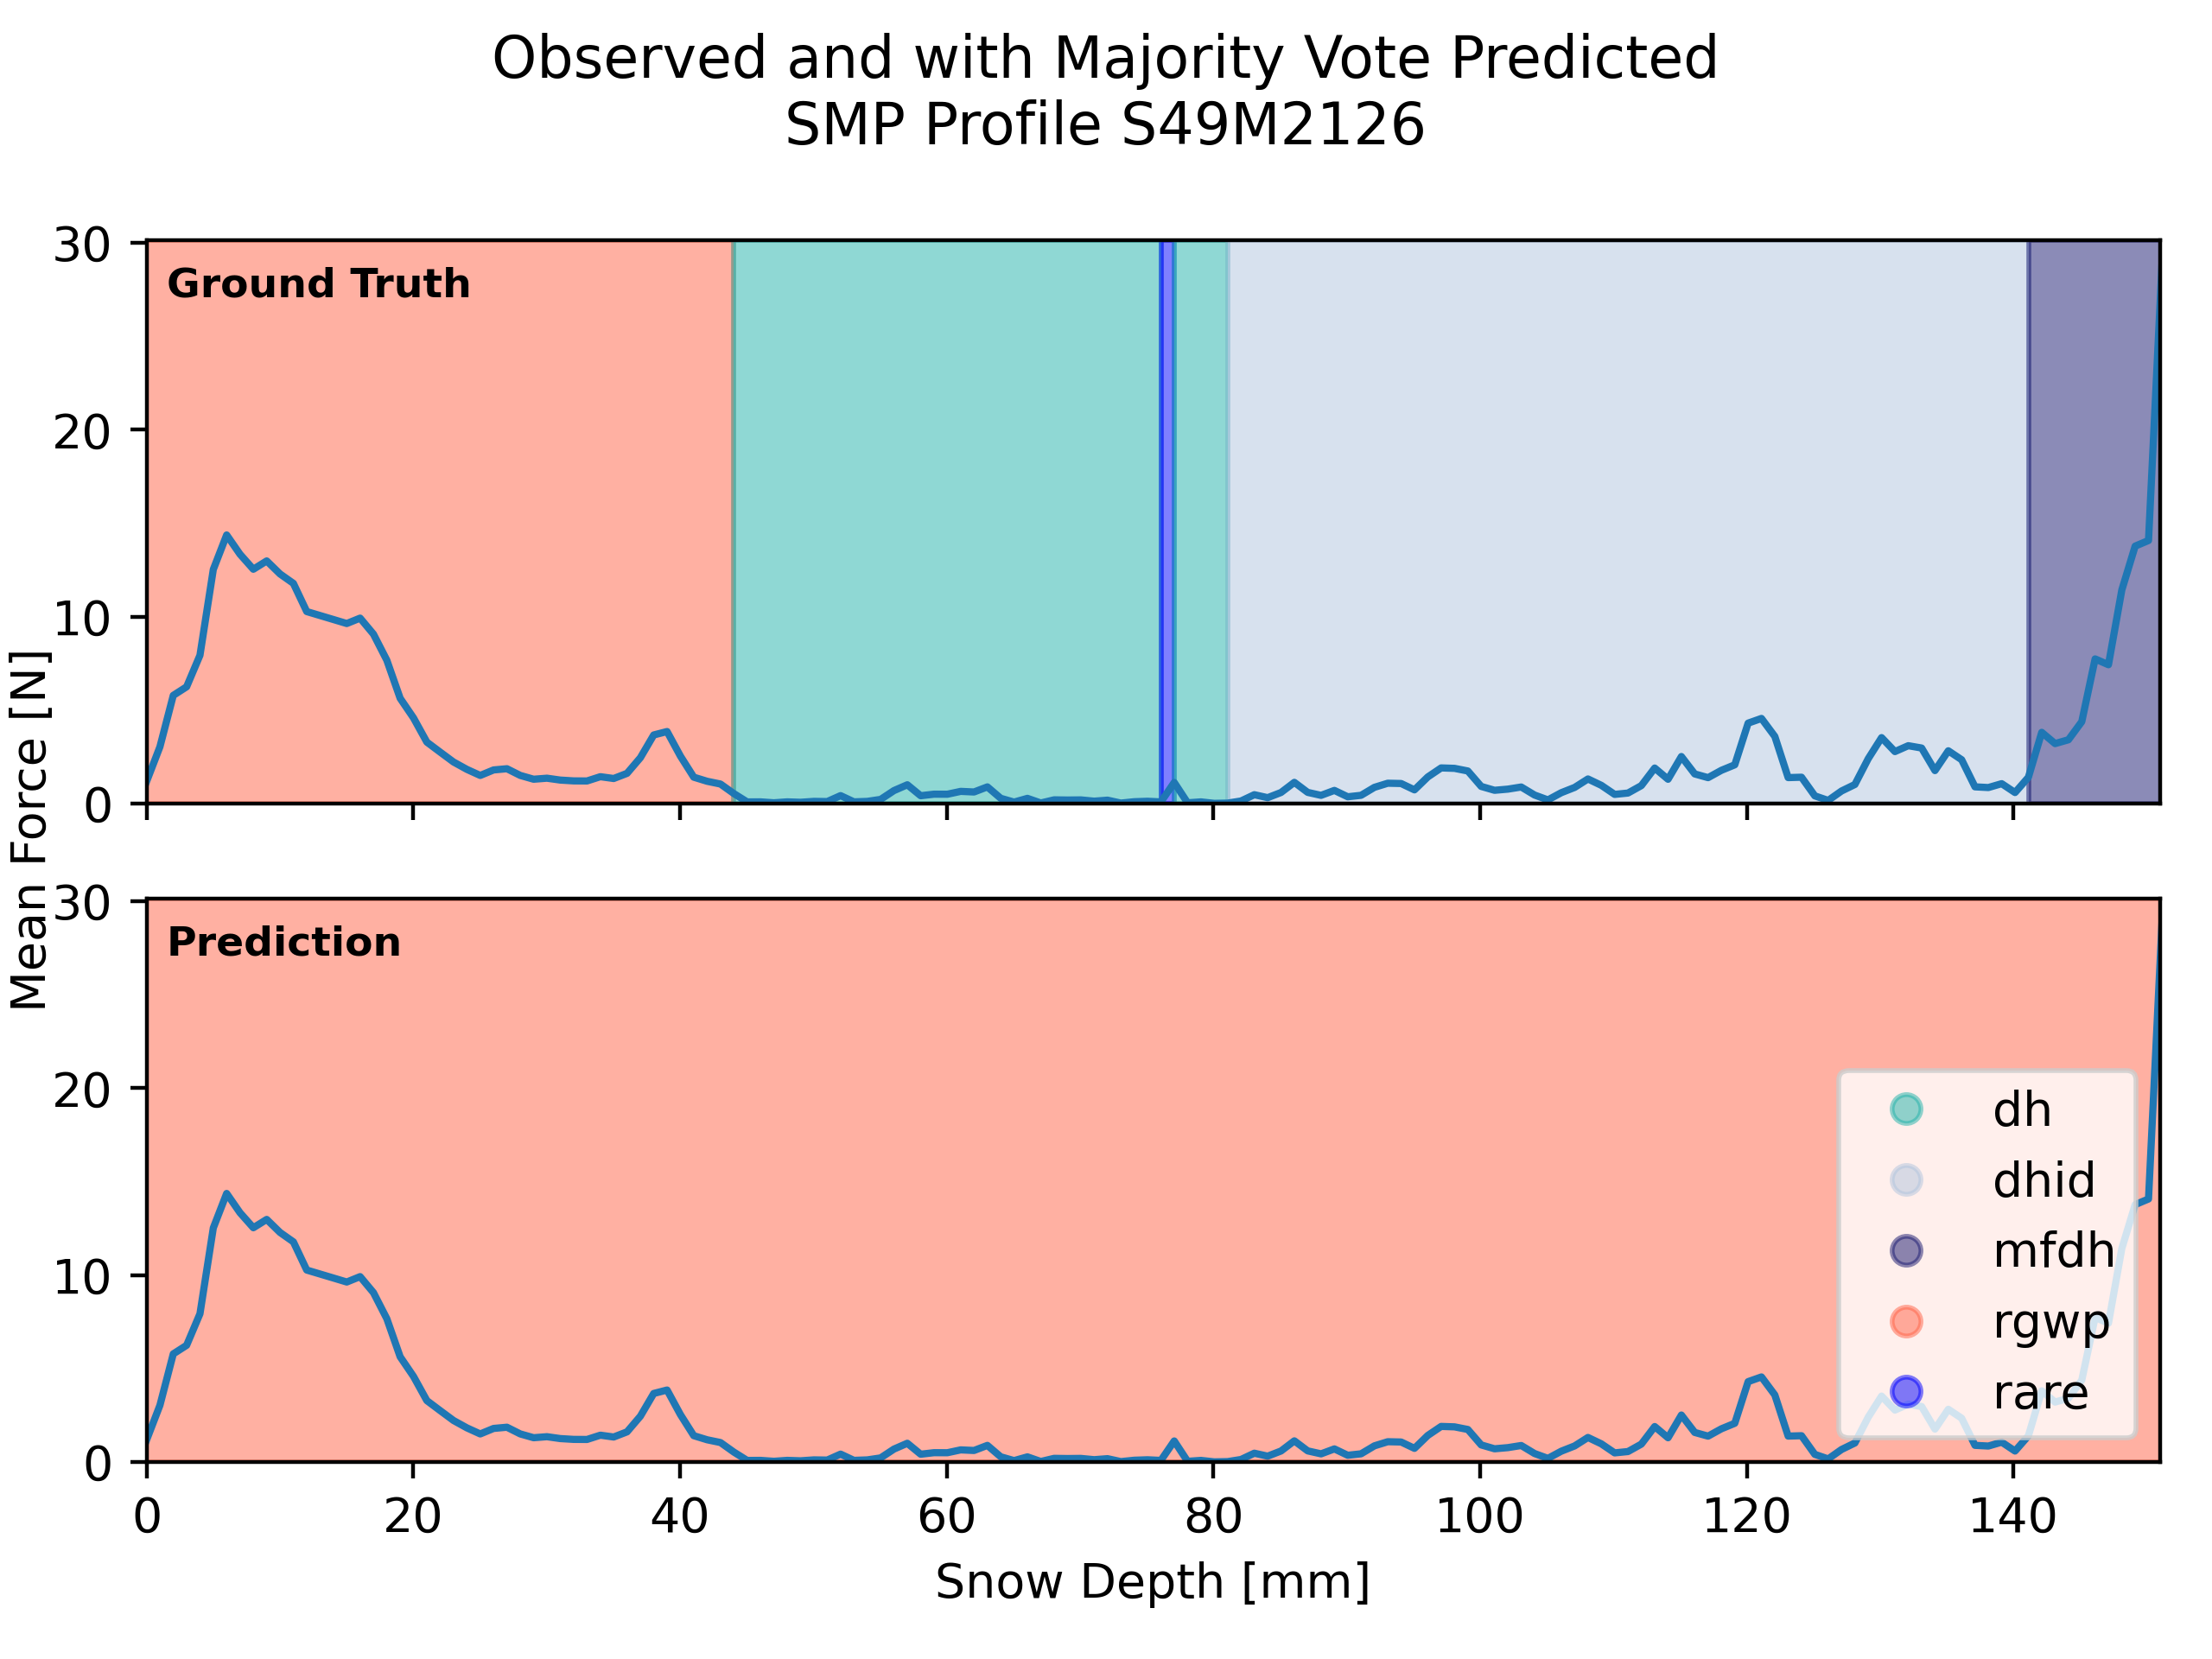 Observed and with Majority Vote Predicted
SMP Profile S49M2126
30
Ground Truth
20
10
0
Mean Force [N]
30
Prediction
20
10
0
dh
dhid
mfdh
rgwp
rare
0 20 40 60 80 100 120 140
Snow Depth [mm]